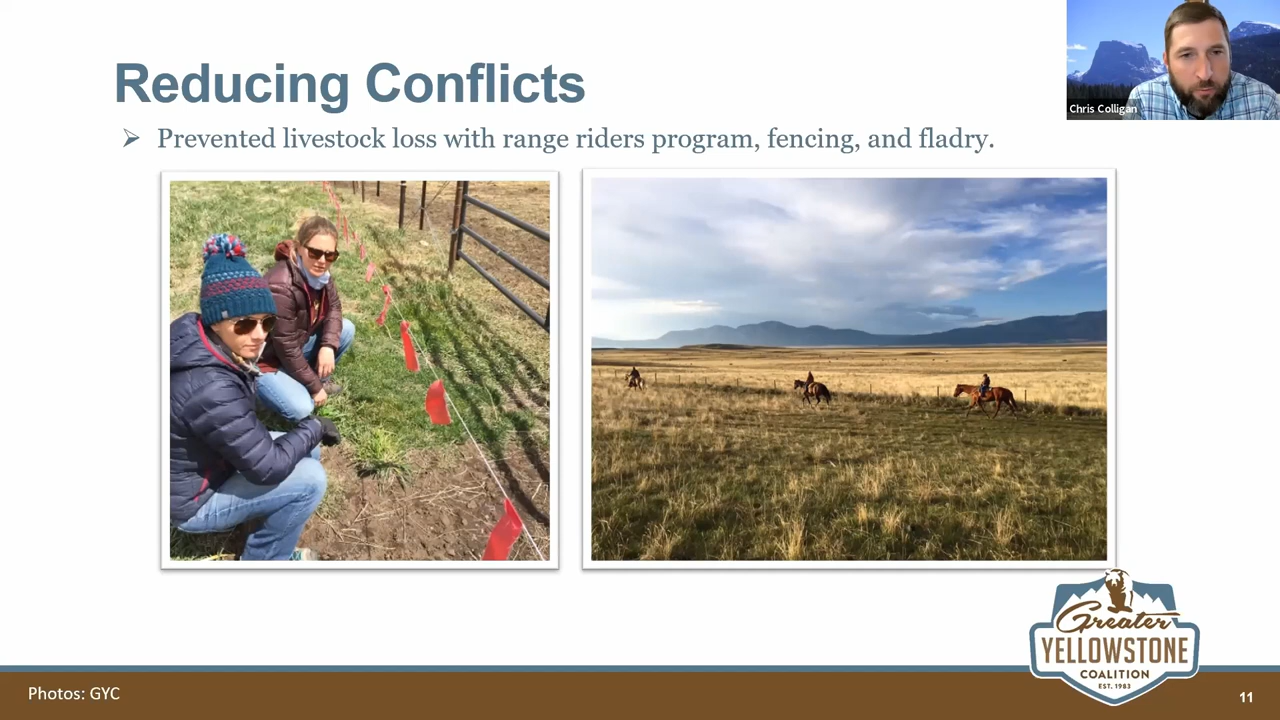 Reducing Conflicts
Chris Colligan
➢ Prevented livestock loss with range riders program, fencing, and fladry.
Greater
YELLOWSTONE
COALITION
EST. 1983
Photos: GYC
11